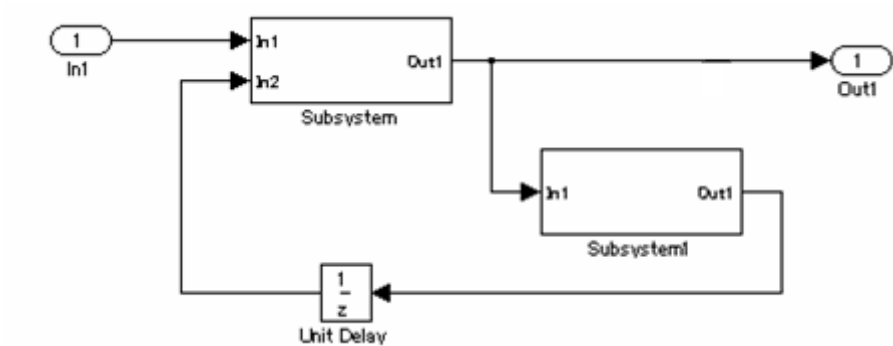 1
In1
In1
In2
Out1
Subsystem
1
Out1
In1
Out1
Subsystem1
1
z
Unit Delay